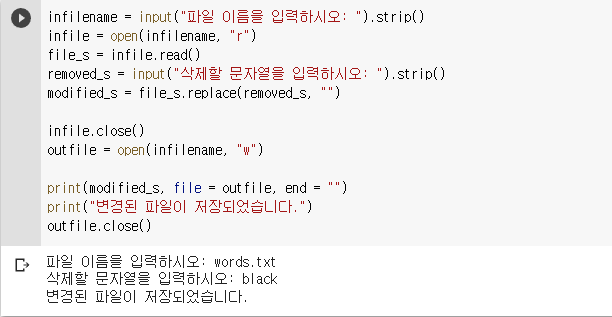 infilename = input("파일 이름을 입력하시오: ").strip()
infile = open(infilename, "r")
file_s = infile.read()
removed_s = input("삭제할 문자열을 입력하시오: ").strip()
modified_s = file_s.replace(removed_s, "")
infile.close()
outfile = open(infilename, "w")
print(modified_s, file = outfile, end = "")
print("변경된 파일이 저장되었습니다.")
outfile.close()
파일 이름을 입력하시오: words.txt
삭제할 문자열을 입력하시오: black
변경된 파일이 저장되었습니다.